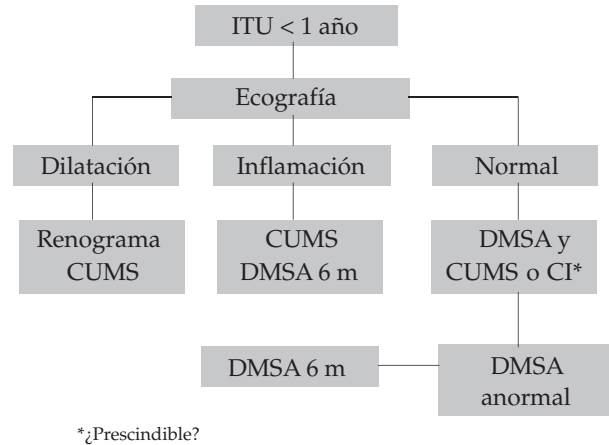 ITU < 1 año
Ecografía
Dilatación
Inflamación
Normal
Renograma
CUMS
CUMS
DMSA 6 m
DMSA y
CUMS o CI*
DMSA 6 m
DMSA
anormal
*¿Prescindible?